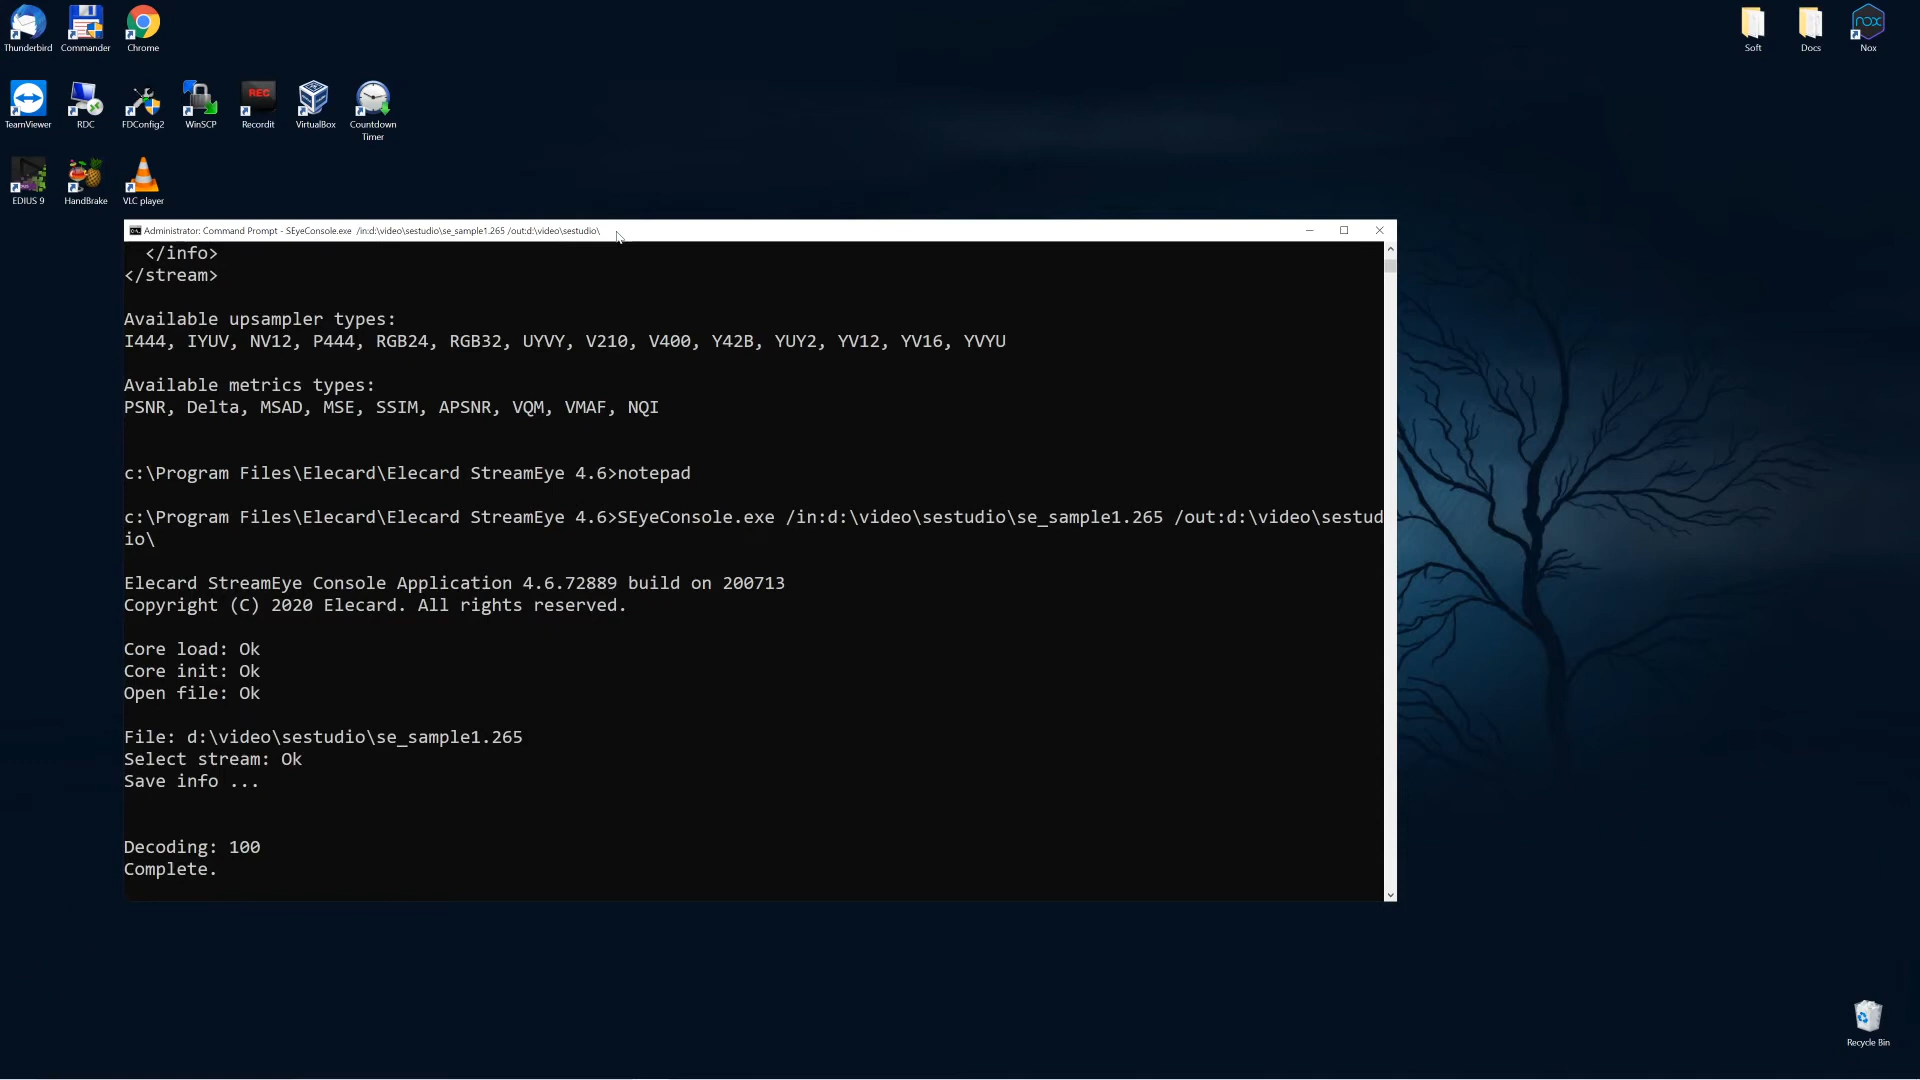 Thunderbird
Commander
Chrome
Soft
Docs
nox
Nox
REC
TeamViewer
RDC
FDConfig2
WinSCP
Recordit
VirtualBox
Countdown
Timer
EDIUS 9
HandBrake
VLC player
Administrator: Command Prompt - SEyeConsole.exe  /in:d:\video\sestudio\se_sample1.265 /out:d:\video\sestudio\
  </info>
</stream>
Available upsampler types:
I444, IYUV, NV12, P444, RGB24, RGB32, UYVY, V210, V400, Y42B, YUY2, YV12, YV16, YVYU
Available metrics types:
PSNR, Delta, MSAD, MSE, SSIM, APSNR, VQM, VMAF, NQI
c:\Program Files\Elecard\Elecard StreamEye 4.6>notepad
c:\Program Files\Elecard\Elecard StreamEye 4.6>SEyeConsole.exe /in:d:\video\sestudio\se_sample1.265 /out:d:\video\sestud
io\
Elecard StreamEye Console Application 4.6.72889 build on 200713
Copyright (C) 2020 Elecard. All rights reserved.
Core load: Ok
Core init: Ok
Open file: Ok
File: d:\video\sestudio\se_sample1.265
Select stream: Ok
Save info ...
Decoding: 100
Complete.
Recycle Bin